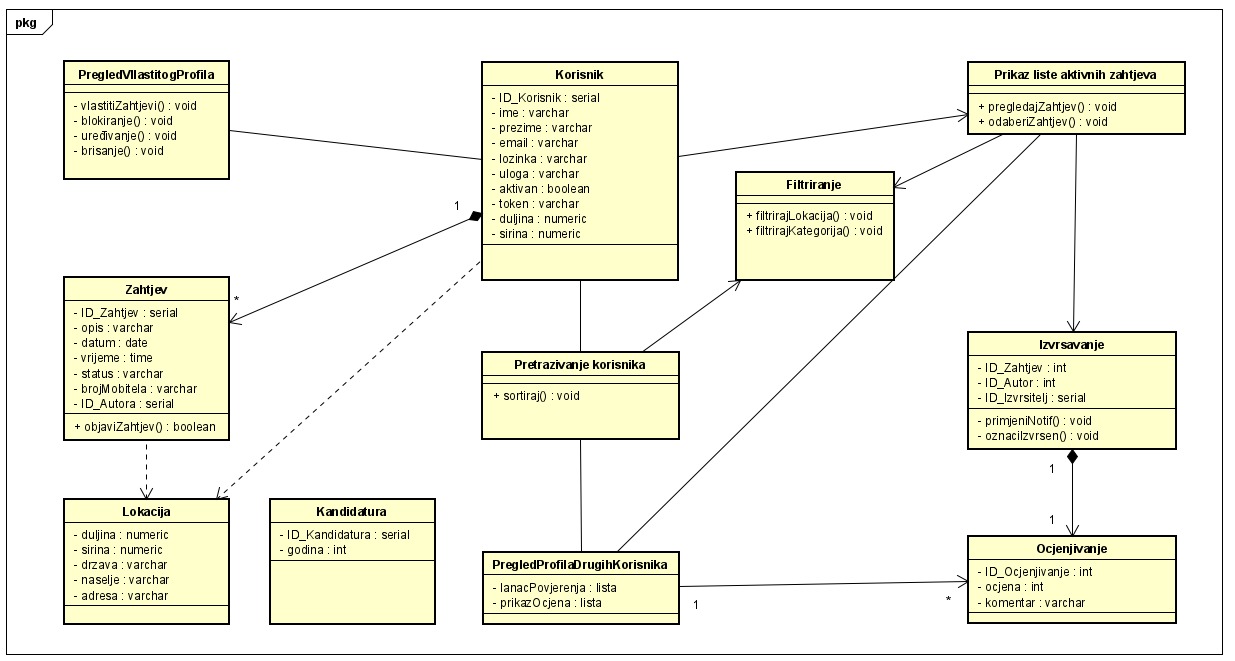 pkg
PregledVllastitogProfila
- vlastitiZahtjevi() : void
- blokiranje() : void
- uređivanje() : void
- brisanje() : void
Korisnik
- ID_Korisnik : serial
- ime : varchar
- prezime : varchar
- email : varchar
- lozinka : varchar
- uloga : varchar
- aktivan : boolean
- token : varchar
- duljina : numeric
- sirina : numeric
Prikaz liste aktivnih zahtjeva
+ pregledajZahtjev() : void
+ odaberiZahtjev() : void
Filtriranje
+ filtrirajLokacija() : void
+ filtrirajKategorija() : void
1
*
Zahtjev
- ID_Zahtjev : serial
- opis : varchar
- datum : date
- vrijeme : time
- status : varchar
- brojMobitela : varchar
- ID_Autora : serial
+ objaviZahtjev() : boolean
Pretrazivanje korisnika
+ sortiraj() : void
Izvrsavanje
- ID_Zahtjev : int
- ID_Autor : int
- ID_Izvrsitelj : serial
- primjeniNotif() : void
- oznaciIzvrsen() : void
1
1
Lokacija
- duljina : numeric
- sirina : numeric
- drzava : varchar
- naselje : varchar
- adresa : varchar
Kandidatura
- ID_Kandidatura : serial
- godina : int
PregledProfilaDrugihKorisnika
- lanacPovjerenja : lista
- prikazOcjena : lista
1
*
Ocjenjivanje
- ID_Ocjenjivanje : int
- ocjena : int
- komentar : varchar